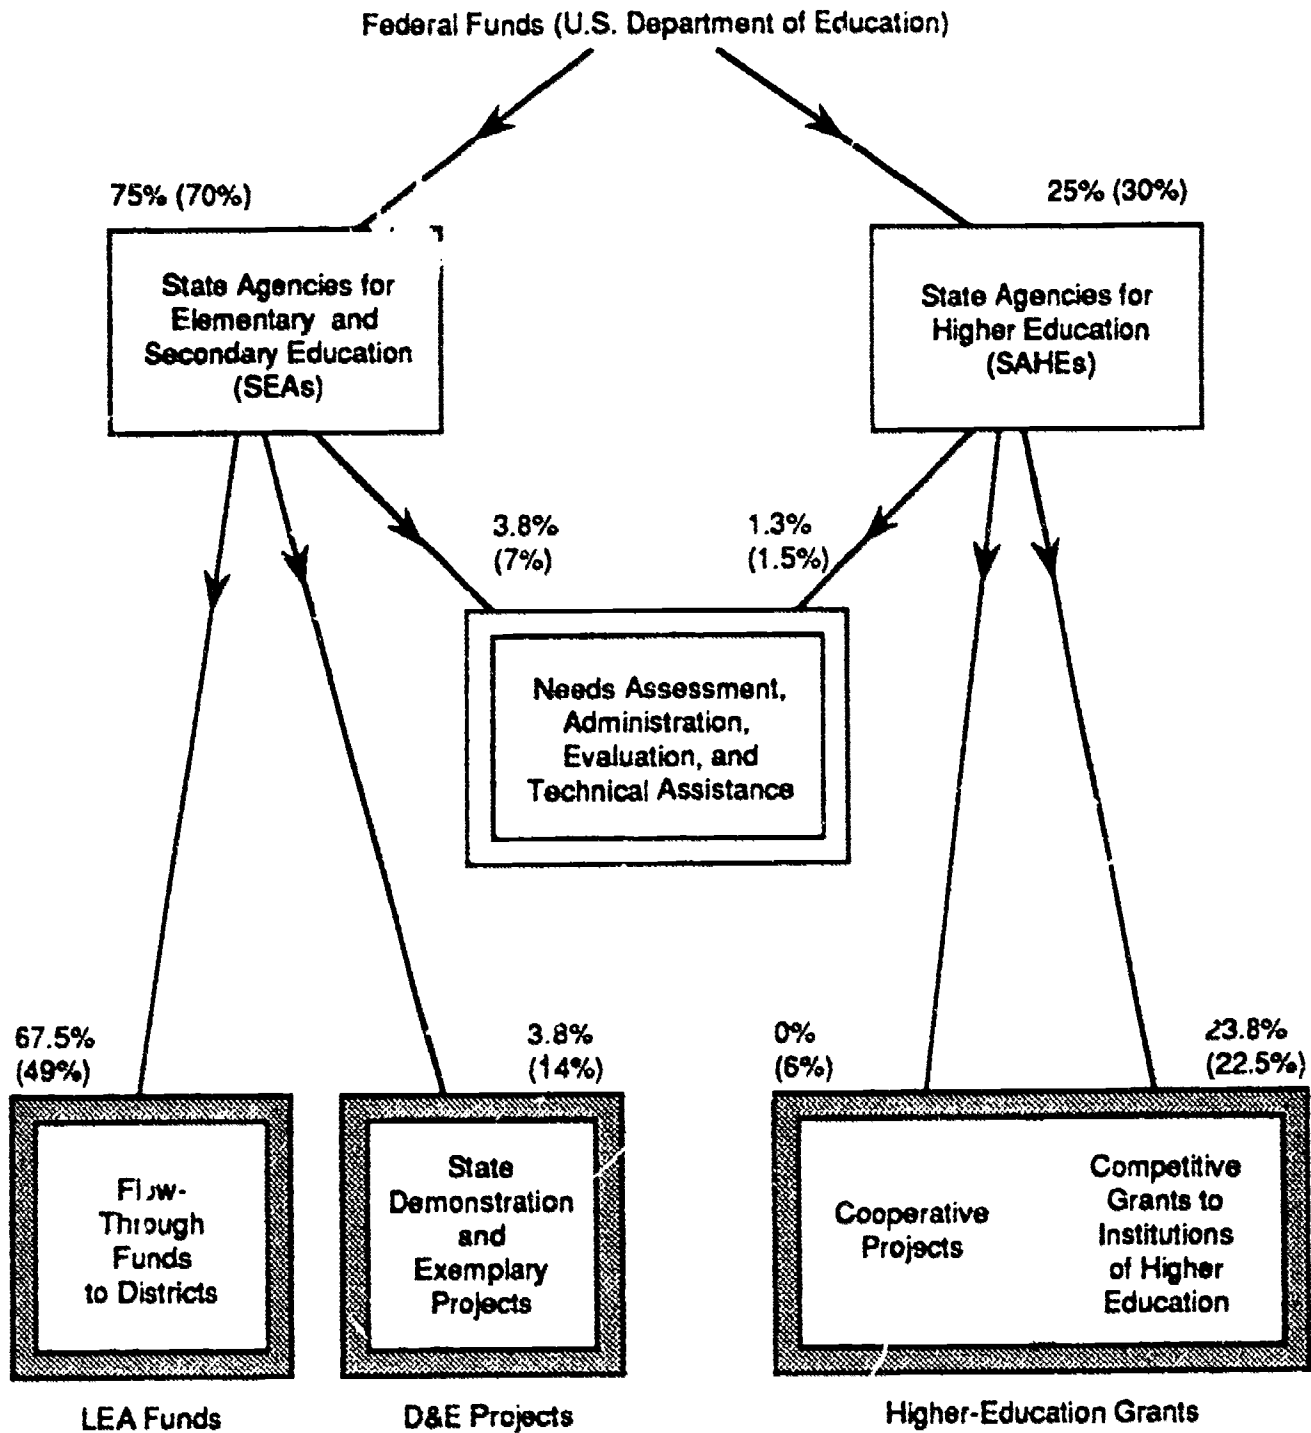 Federal Funds (U.S. Department of Education)
75% (70%)
25% (30%)
State Agencies for
Elementary and
Secondary Education
(SEAs)
State Agencies for
Higher Education
(SAHEs)
3.8%
(7%)
1.3%
(1.5%)
Needs Assessment,
Administration,
Evaluation, and
Technical Assistance
67.5%
(49%)
3.8%
(14%)
0%
(6%)
23.8%
(22.5%)
Flow-
Through
Funds
to Districts
State
Demonstration
and
Exemplary
Projects
Cooperative
Projects
Competitive
Grants to
Institutions
of Higher
Education
LEA Funds
D&E Projects
Higher-Education Grants